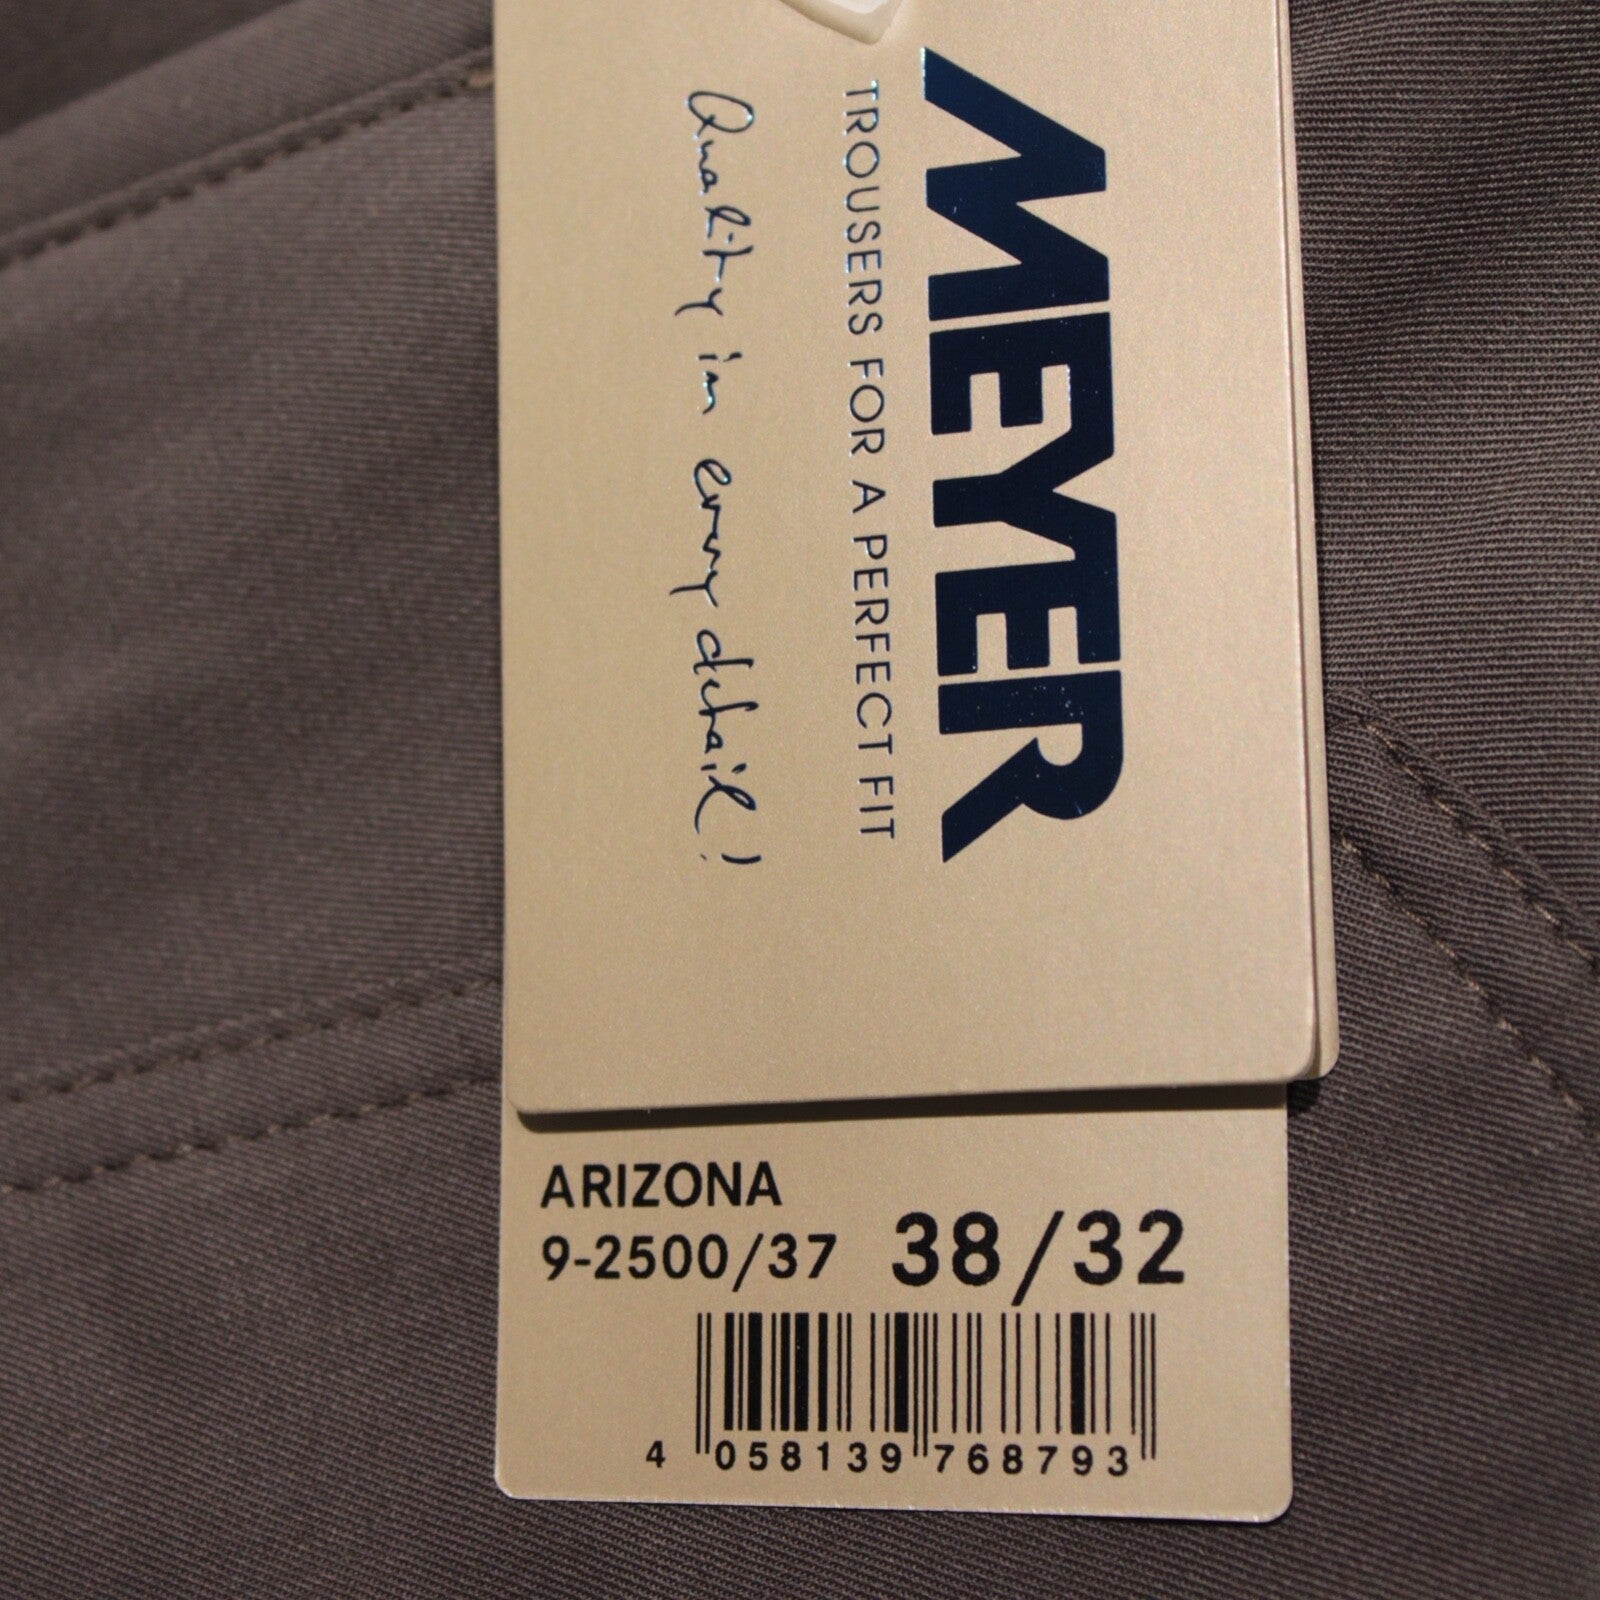 MEYER
TROUSERS FOR A PERFECT FIT
Quality in every detail!
ARIZONA
9-2500/37 38/32
4 058139 768793